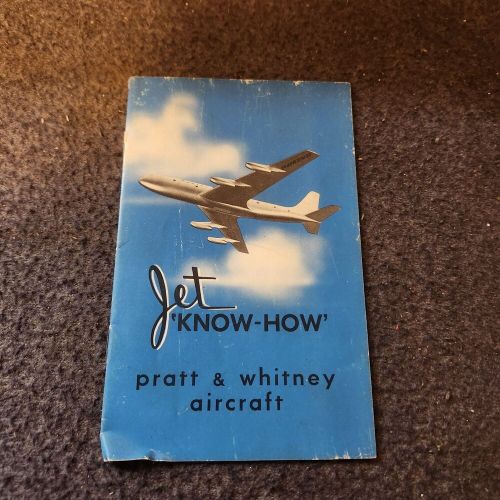 Jet
'KNOW-HOW'
pratt & whitney
aircraft